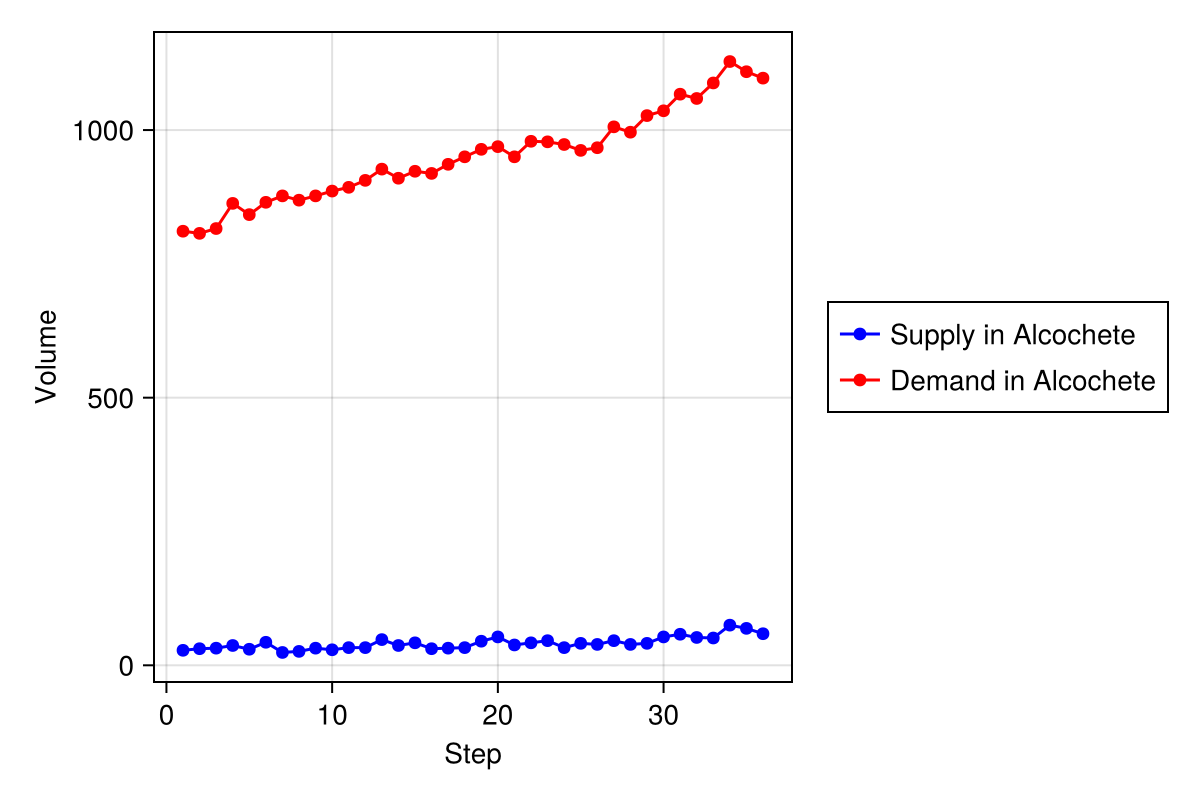 1000
500
0
0 10 20 30
Volume
Step
Supply in Alcochete
Demand in Alcochete